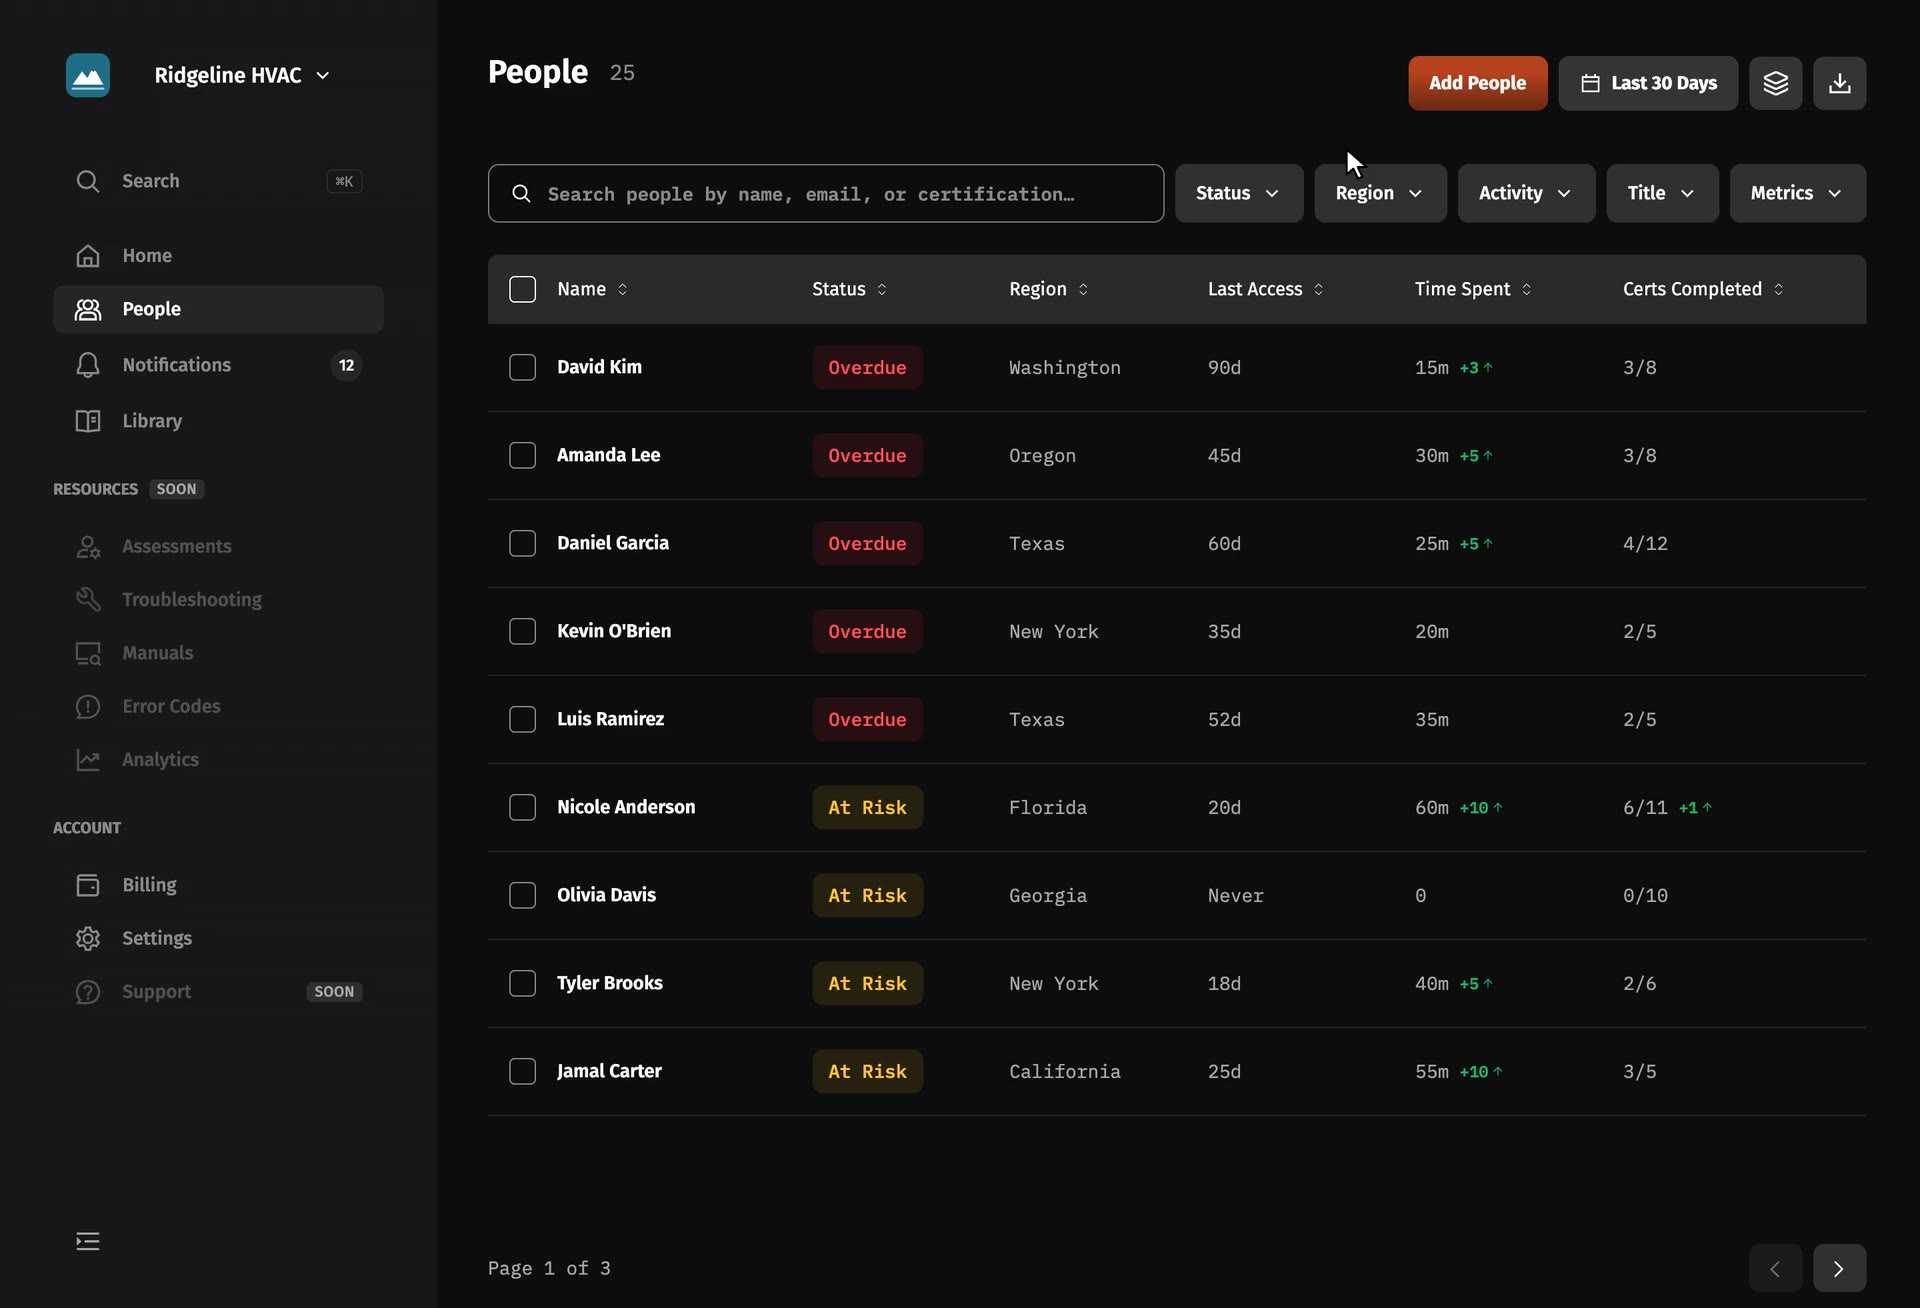 Ridgeline HVAC
Search ⌘K
Home
People
Notifications 12
Library
RESOURCES SOON
Assessments
Troubleshooting
Manuals
Error Codes
Analytics
ACCOUNT
Billing
Settings
Support SOON
People 25
Add People Last 30 Days
Search people by name, email, or certification…
Status Region Activity Title Metrics
Name Status Region Last Access Time Spent Certs Completed
David Kim Overdue Washington 90d 15m +3↑ 3/8
Amanda Lee Overdue Oregon 45d 30m +5↑ 3/8
Daniel Garcia Overdue Texas 60d 25m +5↑ 4/12
Kevin O'Brien Overdue New York 35d 20m 2/5
Luis Ramirez Overdue Texas 52d 35m 2/5
Nicole Anderson At Risk Florida 20d 60m +10↑ 6/11 +1↑
Olivia Davis At Risk Georgia Never 0 0/10
Tyler Brooks At Risk New York 18d 40m +5↑ 2/6
Jamal Carter At Risk California 25d 55m +10↑ 3/5
Page 1 of 3